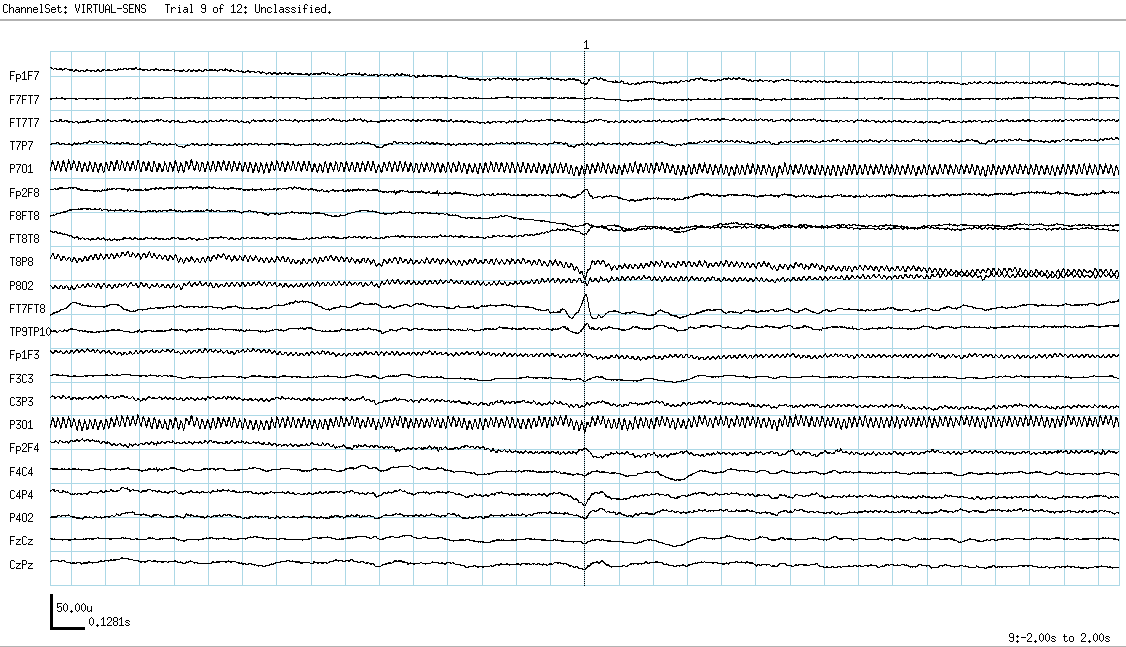 ChannelSet: VIRTUAL-SENS Trial 9 of 12: Unclassified.
1
Fp1F7
F7FT7
FT7T7
T7P7
P7O1
Fp2F8
F8FT8
FT8T8
T8P8
P8O2
FT7FT8
TP9TP10
Fp1F3
F3C3
C3P3
P3O1
Fp2F4
F4C4
C4P4
P4O2
FzCz
CzPz
50.00u
0.1281s
9:-2.00s to 2.00s